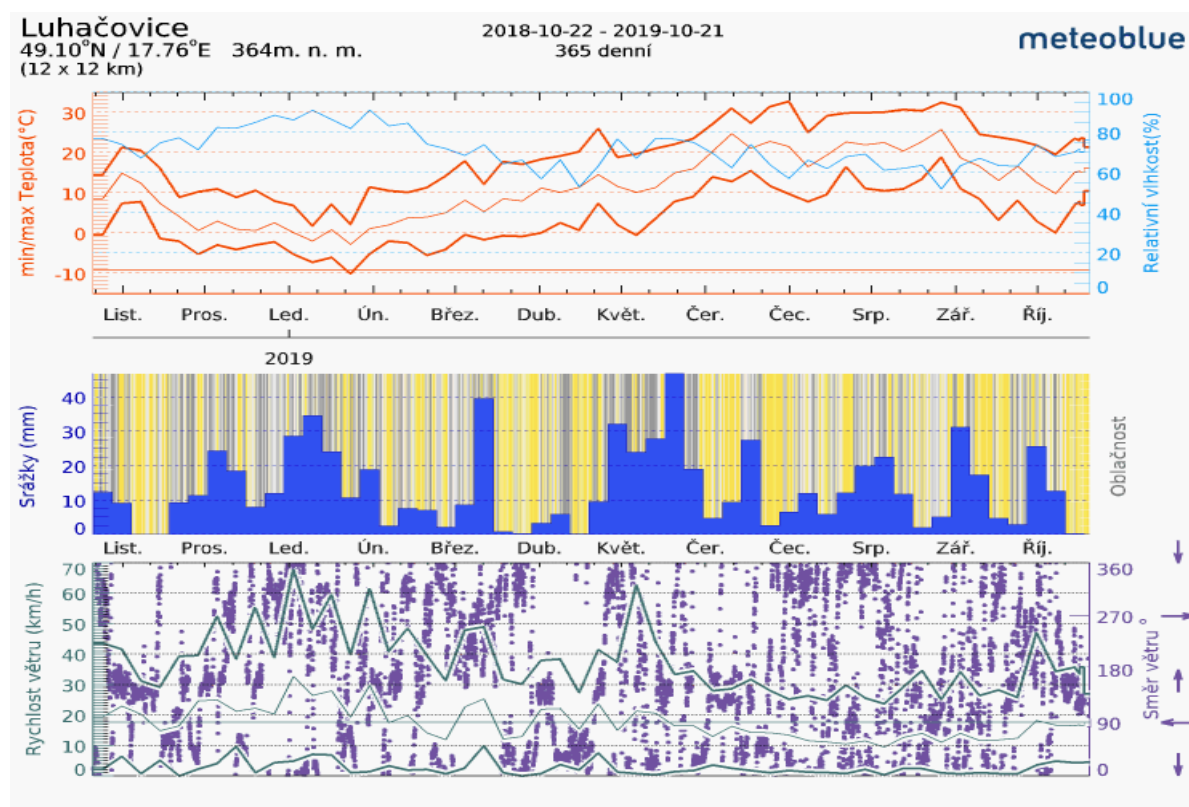 Luhačovice
49.10°N / 17.76°E 364m. n. m.
(12 x 12 km)
2018-10-22 - 2019-10-21
365 denní
meteoblue
min/max Teplota(°C)
30
20
10
0
-10
100
80
60
40
20
0
Relativní vlhkost(%)
List. Pros. Led. Ún. Břez. Dub. Květ. Čer. Čec. Srp. Zář. Říj.
2019
Srážky (mm)
40
30
20
10
0
Oblačnost
List. Pros. Led. Ún. Břez. Dub. Květ. Čer. Čec. Srp. Zář. Říj.
Rychlost větru (km/h)
70
60
50
40
30
20
10
0
360
270
180
90
0
Směr větru °